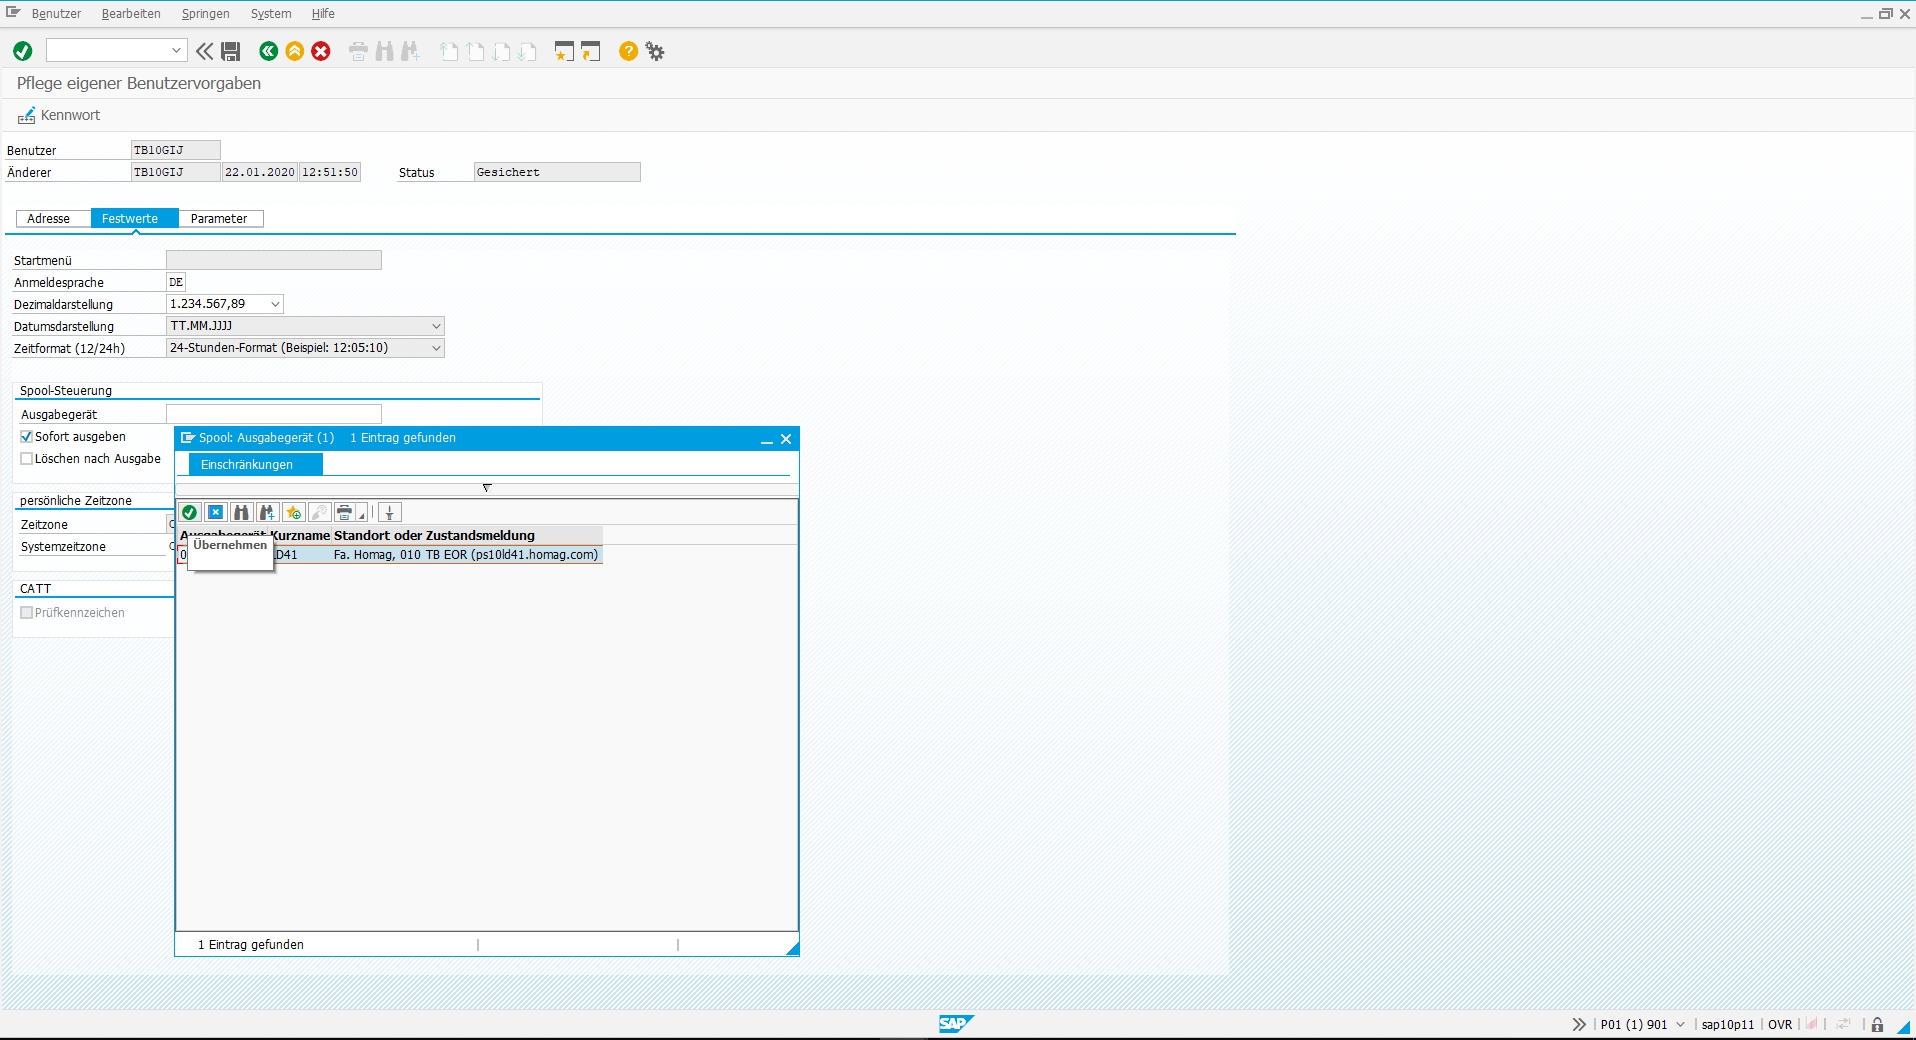 Benutzer Bearbeiten Springen System Hilfe
Pflege eigener Benutzervorgaben
Kennwort
Benutzer TB10GIJ
Änderer TB10GIJ 22.01.2020 12:51:50 Status Gesichert
Adresse Festwerte Parameter
Startmenü
Anmeldesprache DE
Dezimaldarstellung 1.234.567,89
Datumsdarstellung TT.MM.JJJJ
Zeitformat (12/24h) 24-Stunden-Format (Beispiel: 12:05:10)
Spool-Steuerung
Ausgabegerät
Sofort ausgeben
Löschen nach Ausgabe
persönliche Zeitzone
Zeitzone
Systemzeitzone
CATT
Prüfkennzeichen
Spool: Ausgabegerät (1) 1 Eintrag gefunden
Einschränkungen
Ausgabegerät Kurzname Standort oder Zustandsmeldung
Übernehmen
0 LD41 Fa. Homag, 010 TB EOR (ps10ld41.homag.com)
1 Eintrag gefunden
SAP
P01 (1) 901 sap10p11 OVR